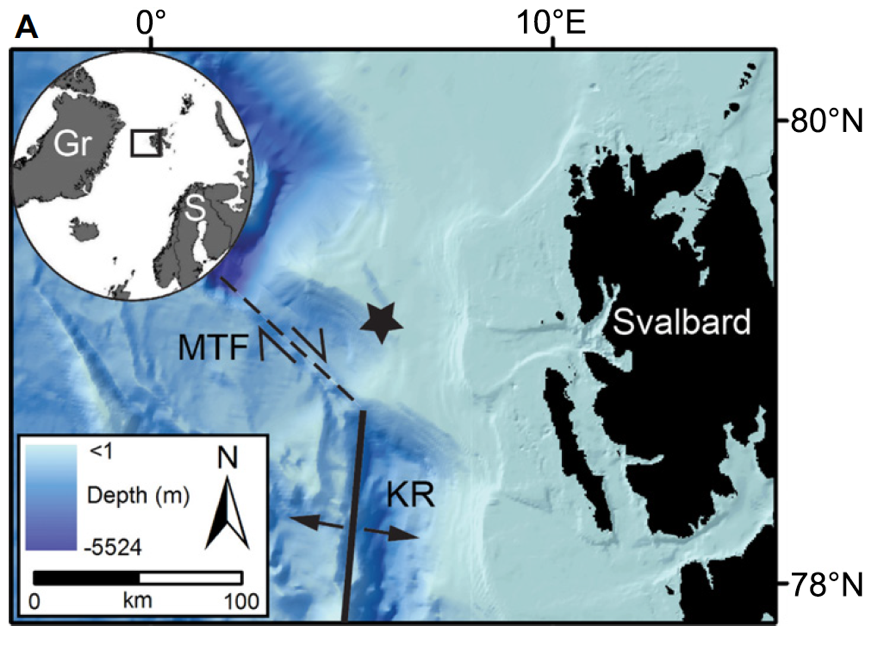 A
0°
10°E
80°N
Gr
S
Svalbard
MTF
KR
<1
Depth (m)
-5524
N
0
km
100
78°N